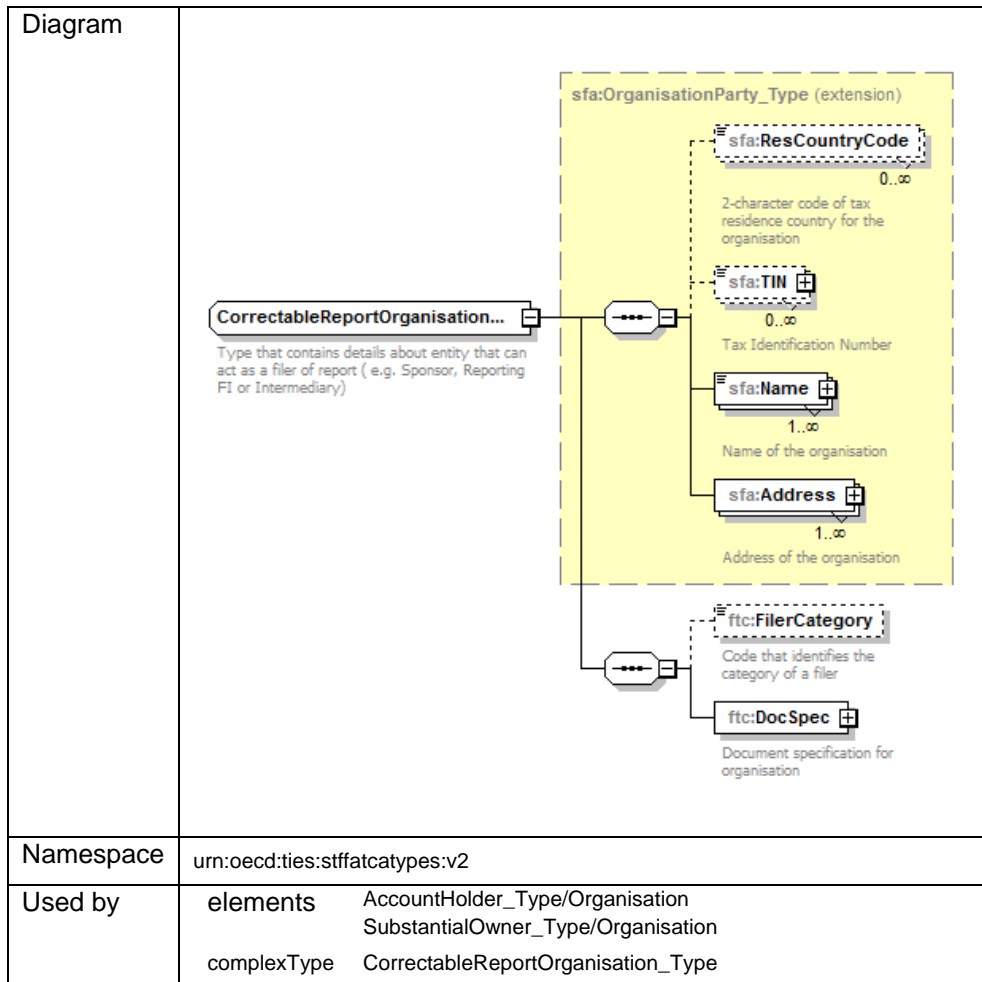 Diagram
sfa:OrganisationParty_Type (extension)
sfa:ResCountryCode
0..∞
2-character code of tax
residence country for the
organisation
sfa:TIN
0..∞
Tax Identification Number
CorrectableReportOrganisation...
Type that contains details about entity that can
act as a filer of report ( e.g. Sponsor, Reporting
FI or Intermediary)
sfa:Name
1..∞
Name of the organisation
sfa:Address
1..∞
Address of the organisation
ftc:FilerCategory
Code that identifies the
category of a filer
ftc:DocSpec
Document specification for
organisation
Namespace urn:oecd:ties:stffatcatypes:v2
Used by elements AccountHolder_Type/Organisation
SubstantialOwner_Type/Organisation
complexType CorrectableReportOrganisation_Type